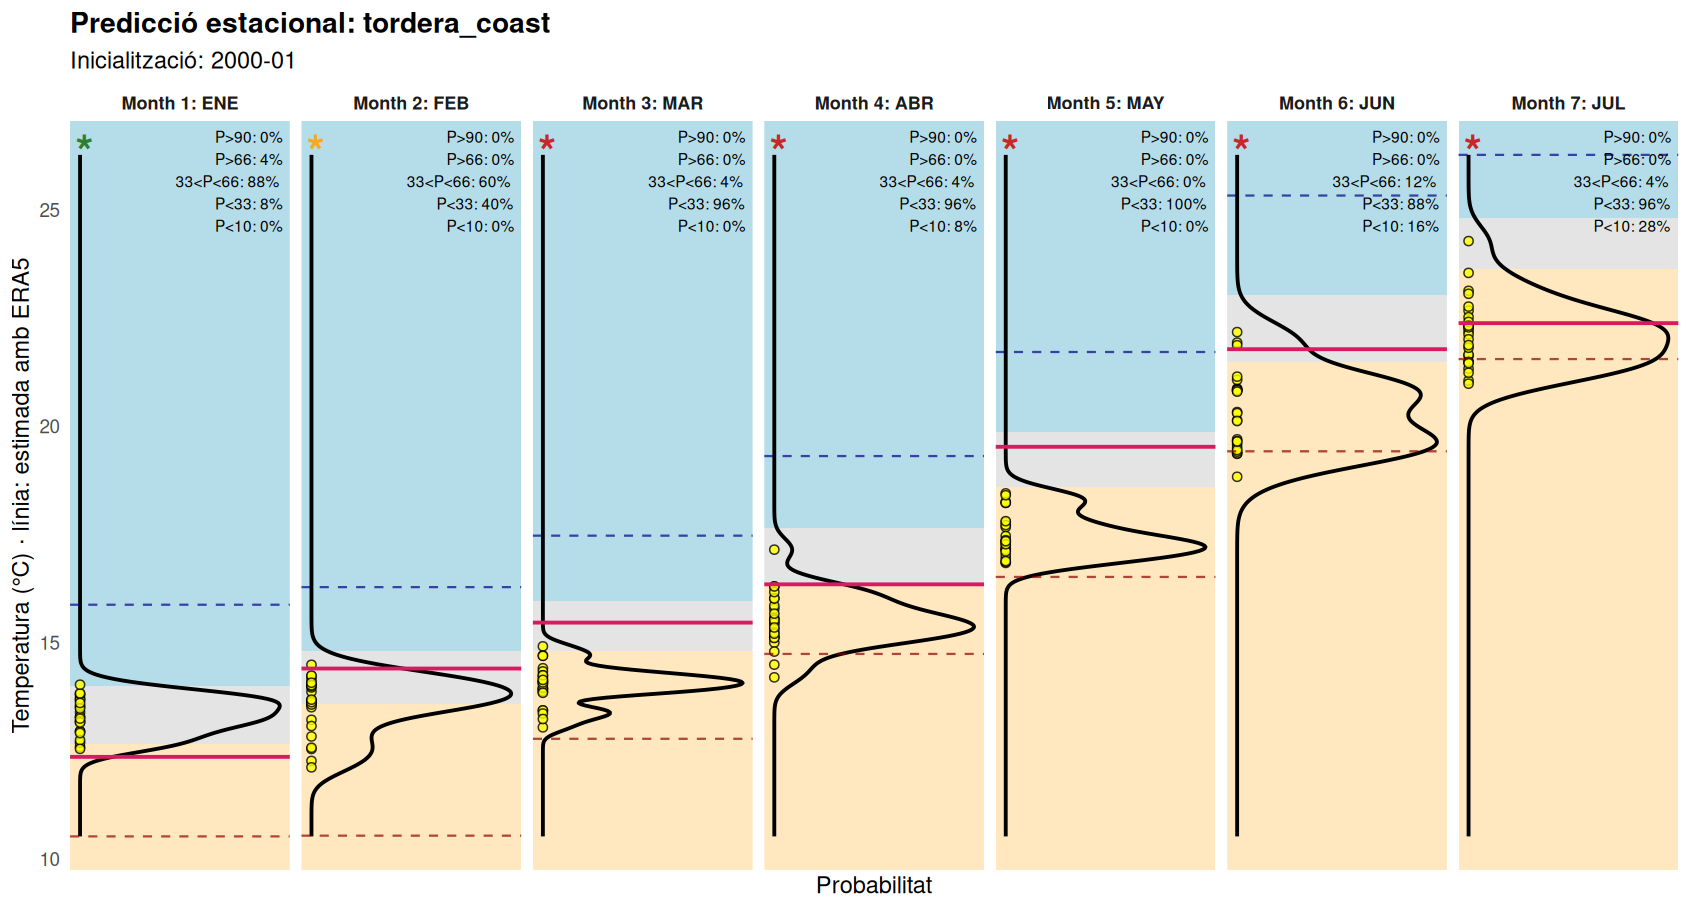 Predicció estacional: tordera_coast
Inicialització: 2000-01
Month 1: ENE
Month 2: FEB
Month 3: MAR
Month 4: ABR
Month 5: MAY
Month 6: JUN
Month 7: JUL
*
P>90: 0%
P>66: 4%
33<P<66: 88%
P<33: 8%
P<10: 0%
*
P>90: 0%
P>66: 0%
33<P<66: 60%
P<33: 40%
P<10: 0%
*
P>90: 0%
P>66: 0%
33<P<66: 4%
P<33: 96%
P<10: 0%
*
P>90: 0%
P>66: 0%
33<P<66: 4%
P<33: 96%
P<10: 8%
*
P>90: 0%
P>66: 0%
33<P<66: 0%
P<33: 100%
P<10: 0%
*
P>90: 0%
P>66: 0%
33<P<66: 12%
P<33: 88%
P<10: 16%
*
P>90: 0%
P>66: 0%
33<P<66: 4%
P<33: 96%
P<10: 28%
25
20
15
10
Temperatura (°C) · línia: estimada amb ERA5
Probabilitat